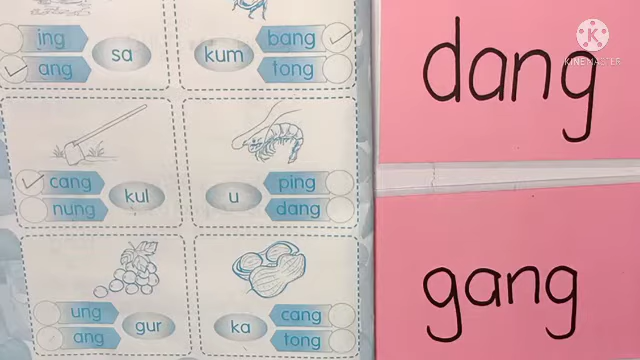 ing
ang
sa
kum
bang
tong
cang
nung
kul
u
ping
dang
ung
ang
gur
ka
cang
tong
dang
gang
K
KINEMASTER